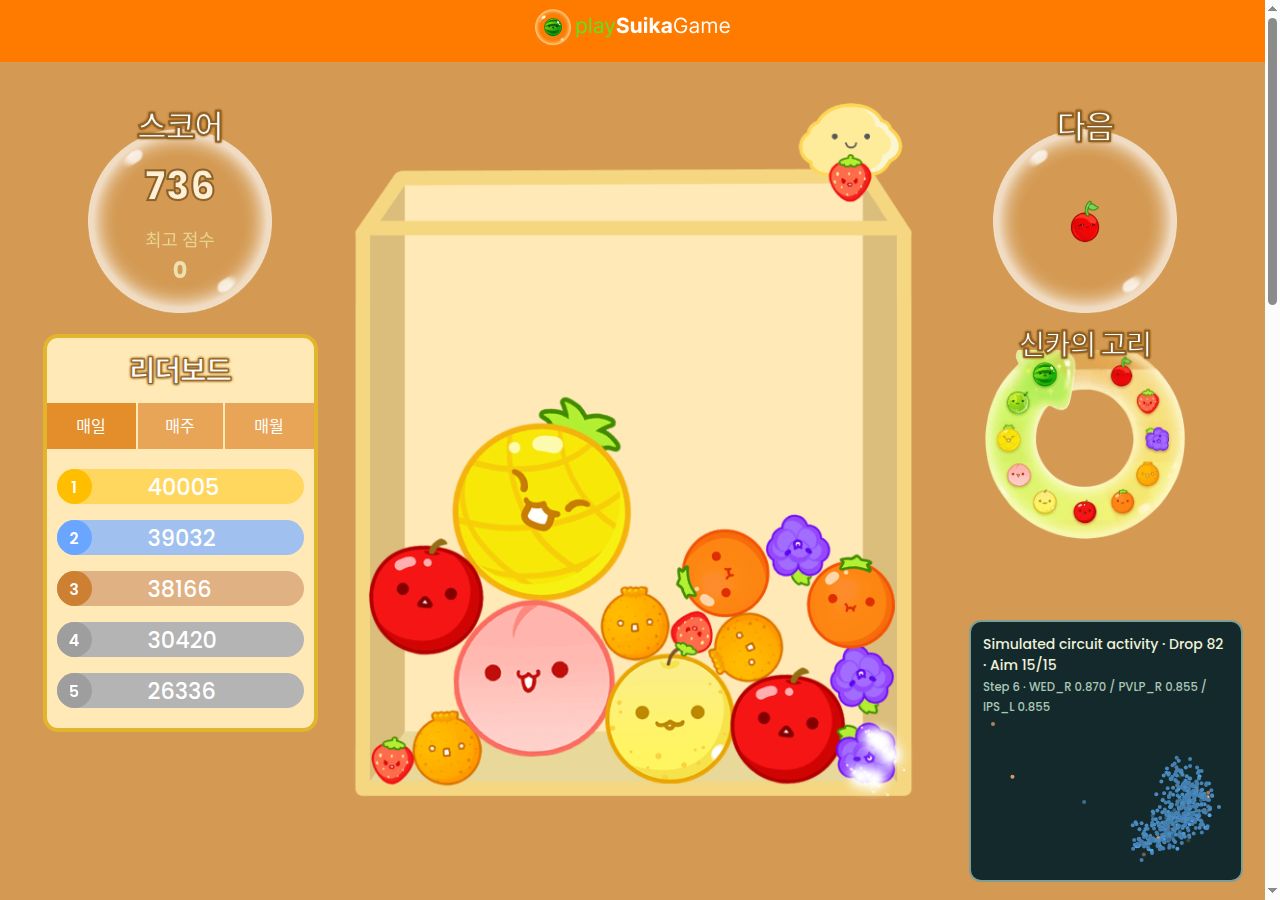 playSuikaGame
스코어
736
최고 점수
0
다음
신카의 고리
리더보드
매일
매주
매월
1 40005
2 39032
3 38166
4 30420
5 26336
Simulated circuit activity · Drop 82
· Aim 15/15
Step 6 · WED_R 0.870 / PVLP_R 0.855 /
IPS_L 0.855